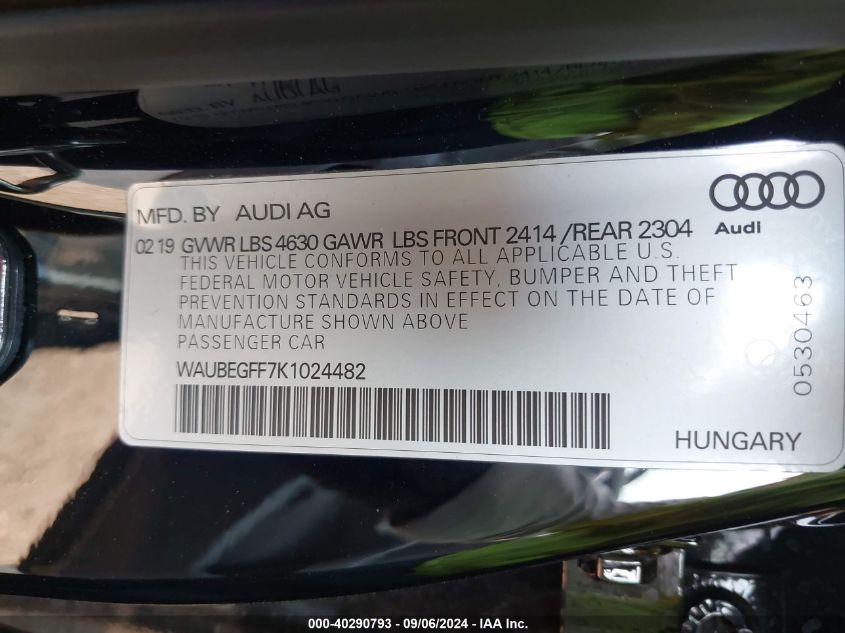 AUDI AG
MFD. BY AUDI AG
Audi
02 19 GVWR LBS 4630 GAWR LBS FRONT 2414 /REAR 2304
THIS VEHICLE CONFORMS TO ALL APPLICABLE U.S.
FEDERAL MOTOR VEHICLE SAFETY, BUMPER AND THEFT
PREVENTION STANDARDS IN EFFECT ON THE DATE OF
MANUFACTURE SHOWN ABOVE
PASSENGER CAR
0530463
WAUBEGFF7K1024482
HUNGARY
000-40290793 - 09/06/2024 - IAA Inc.